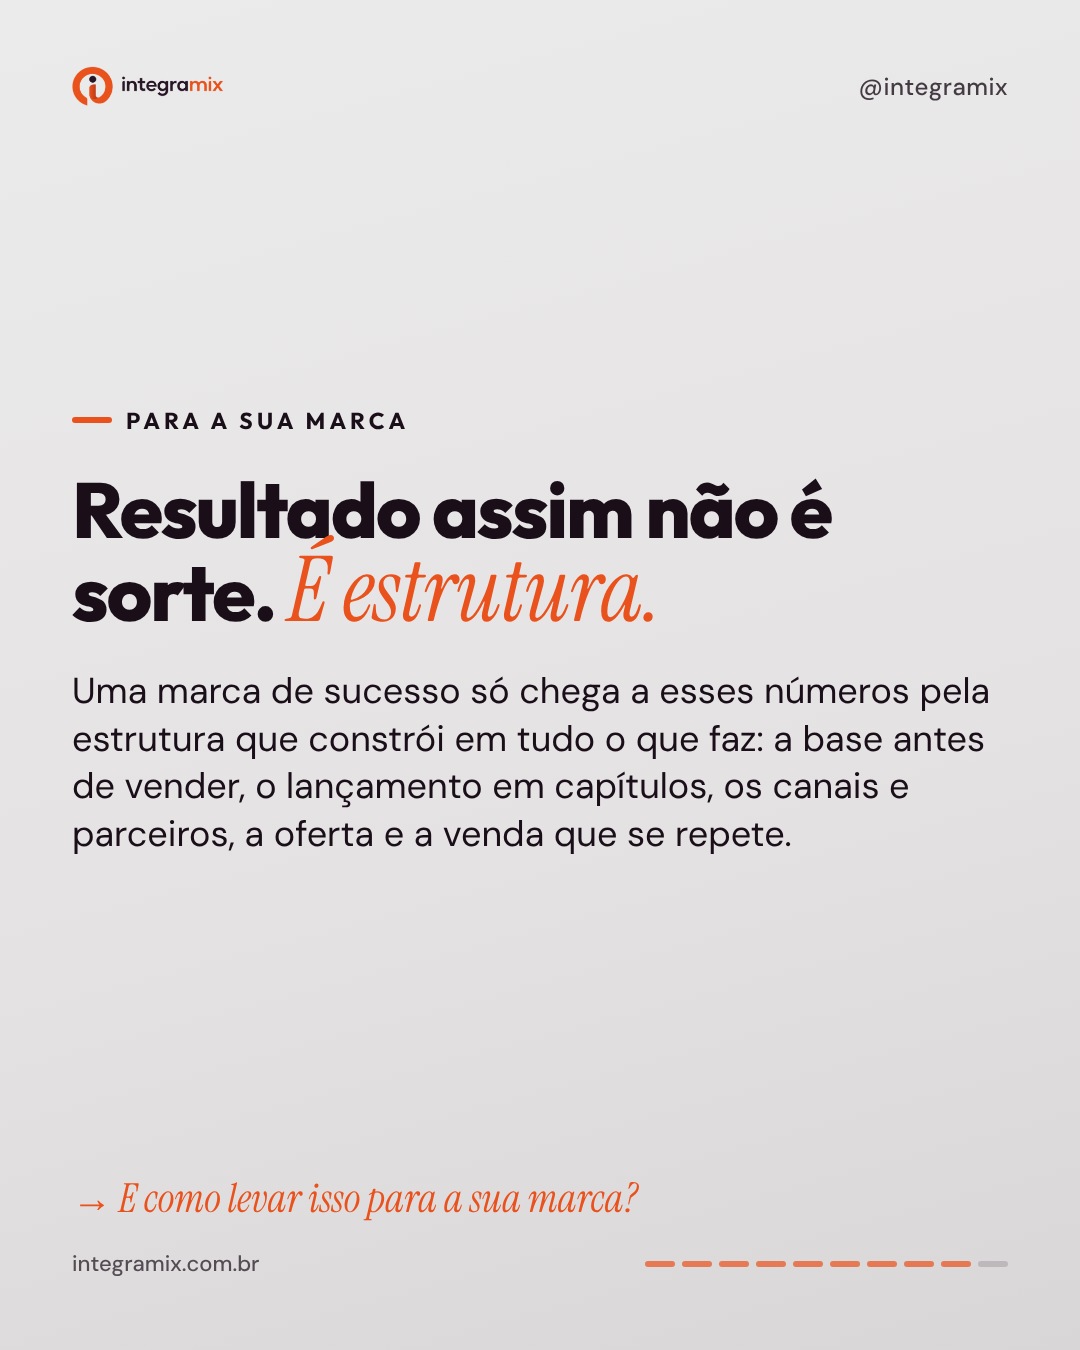 integramix
@integramix
PARA A SUA MARCA
Resultado assim não é
sorte. É estrutura.
Uma marca de sucesso só chega a esses números pela
estrutura que constrói em tudo o que faz: a base antes
de vender, o lançamento em capítulos, os canais e
parceiros, a oferta e a venda que se repete.
→ E como levar isso para a sua marca?
integramix.com.br